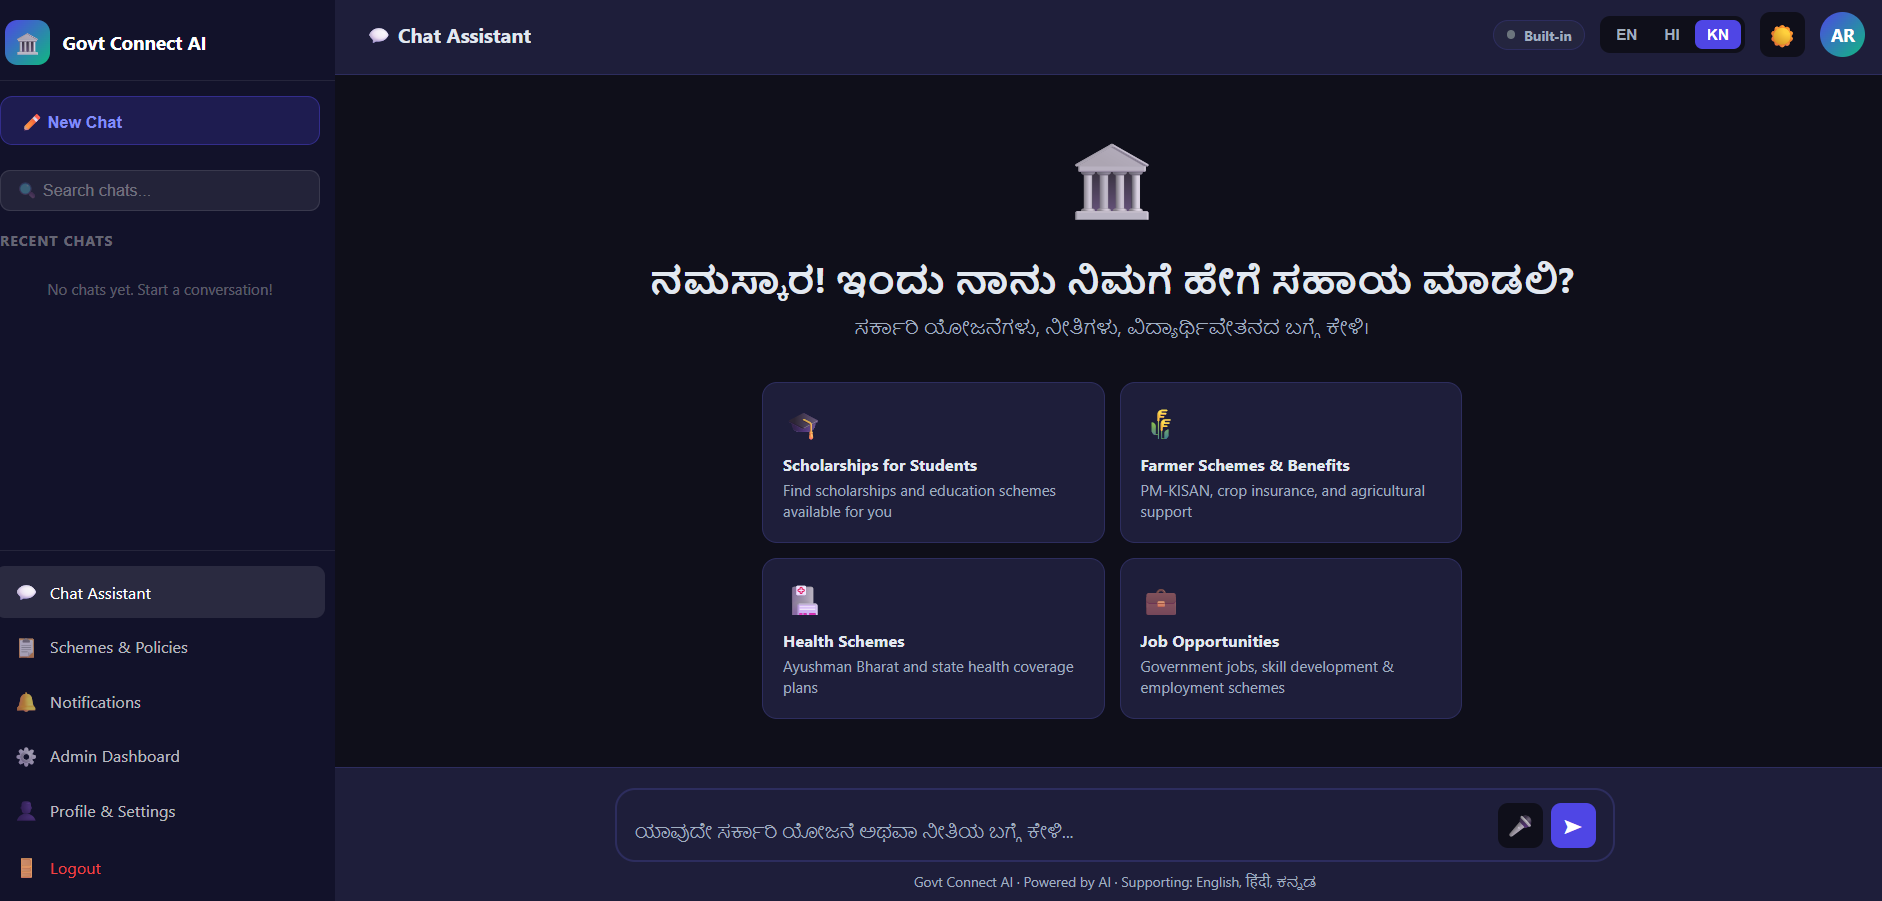 Govt Connect AI
New Chat
Search chats...
RECENT CHATS
No chats yet. Start a conversation!
Chat Assistant
Schemes & Policies
Notifications
Admin Dashboard
Profile & Settings
Logout
Chat Assistant
Built-in
EN HI KN
AR
ನಮಸ್ಕಾರ! ಇಂದು ನಾನು ನಿಮಗೆ ಹೇಗೆ ಸಹಾಯ ಮಾಡಲಿ?
ಸರ್ಕಾರಿ ಯೋಜನೆಗಳು, ನೀತಿಗಳು, ವಿದ್ಯಾರ್ಥಿವೇತನದ ಬಗ್ಗೆ ಕೇಳಿ।
Scholarships for Students
Find scholarships and education schemes
available for you
Farmer Schemes & Benefits
PM-KISAN, crop insurance, and agricultural
support
Health Schemes
Ayushman Bharat and state health coverage
plans
Job Opportunities
Government jobs, skill development &
employment schemes
ಯಾವುದೇ ಸರ್ಕಾರಿ ಯೋಜನೆ ಅಥವಾ ನೀತಿಯ ಬಗ್ಗೆ ಕೇಳಿ...
Govt Connect AI · Powered by AI · Supporting: English, हिंदी, ಕನ್ನಡ